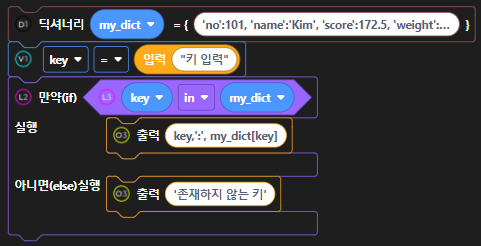 D1 딕셔너리 my_dict = { 'no':101, 'name':'Kim', 'score':172.5, 'weight':... }
V1 key = 입력 "키 입력"
L2 만약(if) L3 key in my_dict
실행
O3 출력 key,':', my_dict[key]
아니면(else)실행
O3 출력 '존재하지 않는 키'